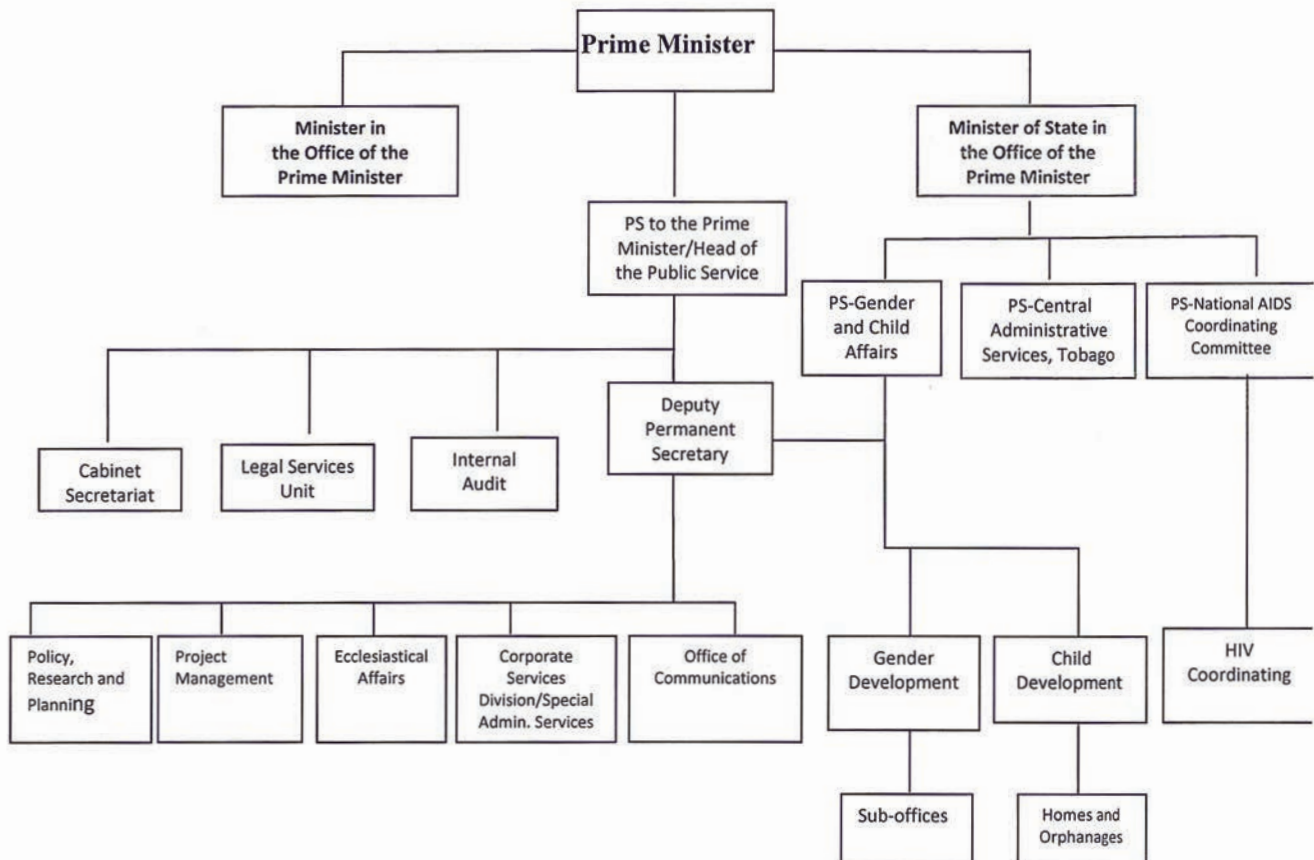 Prime Minister
Minister in
the Office of the
Prime Minister
Minister of State in
the Office of the
Prime Minister
PS to the Prime
Minister/Head of
the Public Service
PS-Gender
and Child
Affairs
PS-Central
Administrative
Services, Tobago
PS-National AIDS
Coordinating
Committee
Deputy
Permanent
Secretary
Cabinet
Secretariat
Legal Services
Unit
Internal
Audit
Policy,
Research and
Planning
Project
Management
Ecclesiastical
Affairs
Corporate
Services
Division/Special
Admin. Services
Office of
Communications
Gender
Development
Child
Development
HIV
Coordinating
Sub-offices
Homes and
Orphanages